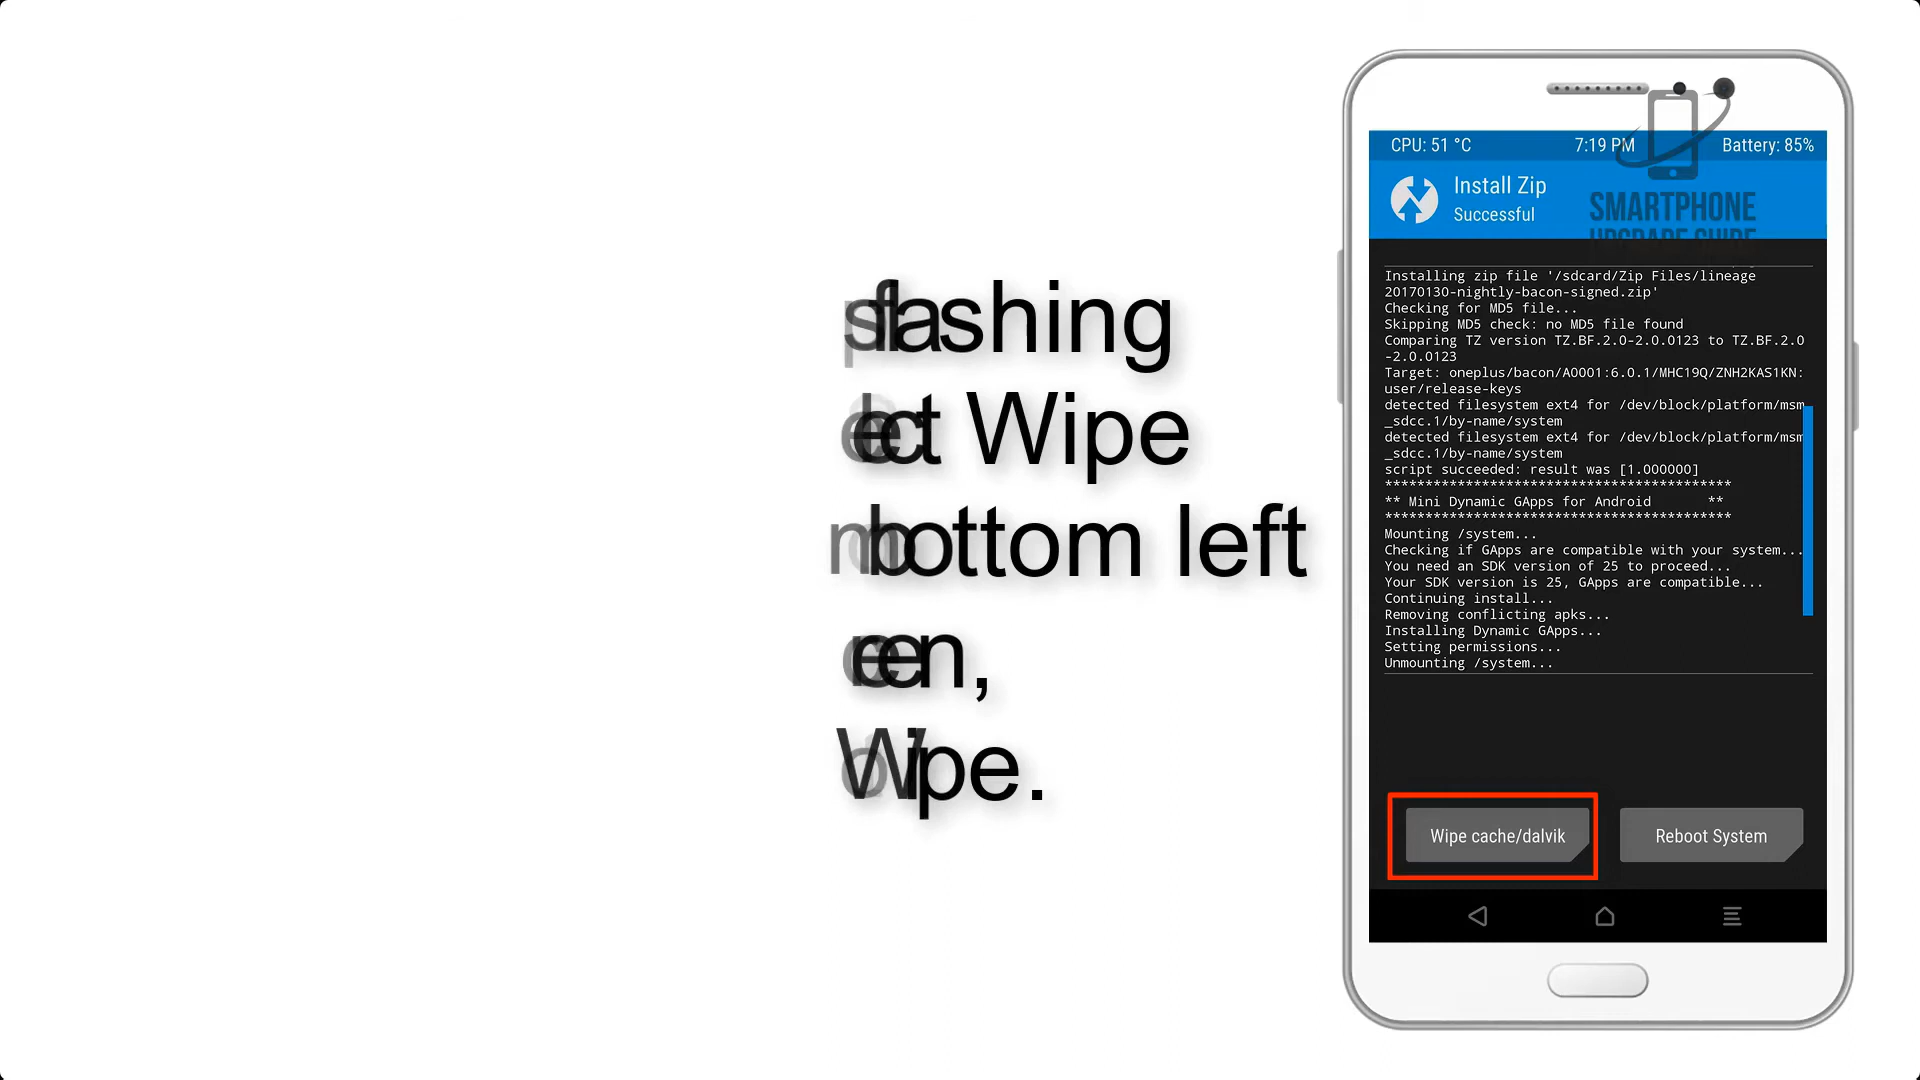 CPU: 51 °C 7:19 PM Battery: 85%
Install Zip
Successful
SMARTPHONE
UPGRADE GUIDE
Installing zip file '/sdcard/Zip Files/lineage
20170130-nightly-bacon-signed.zip'
Checking for MD5 file...
Skipping MD5 check: no MD5 file found
Comparing TZ version TZ.BF.2.0-2.0.0123 to TZ.BF.2.0
-2.0.0123
Target: oneplus/bacon/A0001:6.0.1/MHC19Q/ZNH2KAS1KN:
user/release-keys
detected filesystem ext4 for /dev/block/platform/msm
_sdcc.1/by-name/system
detected filesystem ext4 for /dev/block/platform/msm
_sdcc.1/by-name/system
script succeeded: result was [1.000000]
******************************************
** Mini Dynamic GApps for Android **
******************************************
Mounting /system...
Checking if GApps are compatible with your system...
You need an SDK version of 25 to proceed...
Your SDK version is 25, GApps are compatible...
Continuing install...
Removing conflicting apks...
Installing Dynamic GApps...
Setting permissions...
Unmounting /system...
Wipe cache/dalvik
Reboot System
flashing
Wipe
bottom left
Wipe.